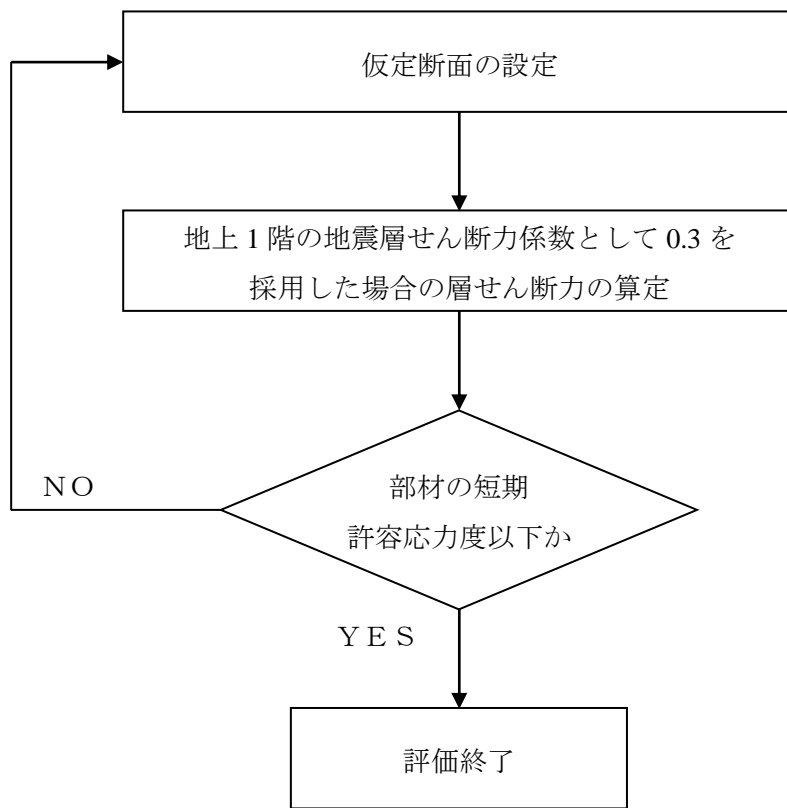 仮定断面の設定
地上 1 階の地震層せん断力係数として 0.3 を
採用した場合の層せん断力の算定
部材の短期
許容応力度以下か
ＮＯ
ＹＥＳ
評価終了